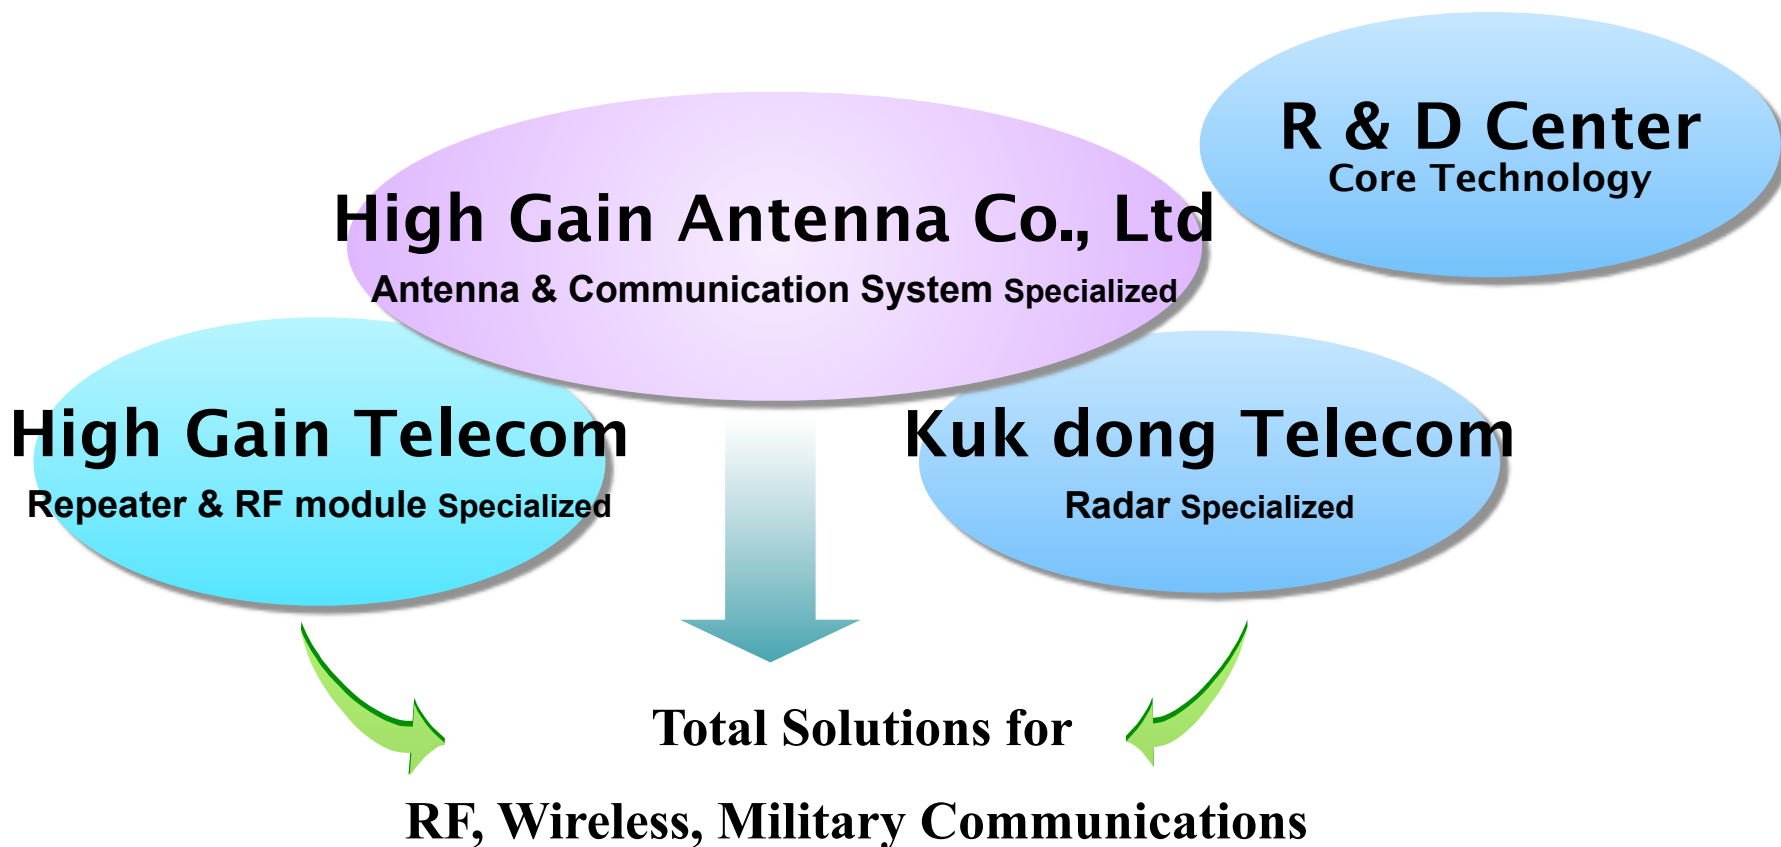 R & D Center
Core Technology
High Gain Antenna Co., Ltd
Antenna & Communication System Specialized
High Gain Telecom
Repeater & RF module Specialized
Kuk dong Telecom
Radar Specialized
Total Solutions for
RF, Wireless, Military Communications